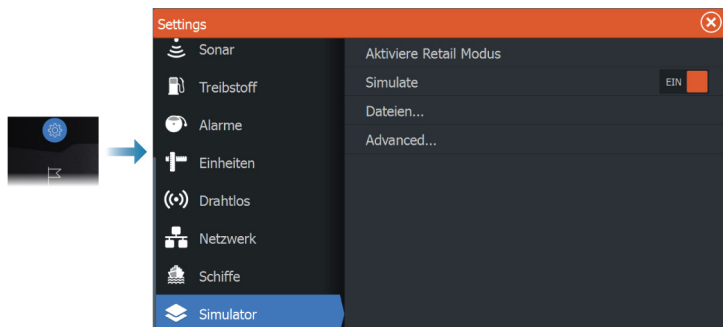 Settings
Sonar
Treibstoff
Alarme
Einheiten
Drahtlos
Netzwerk
Schiffe
Simulator
Aktiviere Retail Modus
Simulate EIN
Dateien...
Advanced...